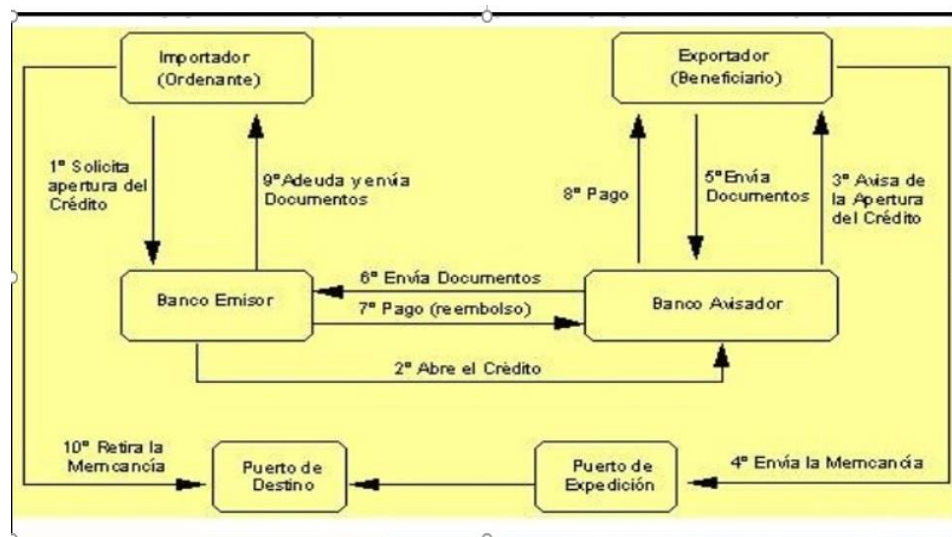 Importador
(Ordenante)
Exportador
(Beneficiario)
1º Solicita
apertura del
Crédito
9º Adeuda y envía
Documentos
8º Pago
5º Envía
Documentos
3º Avisa de
la Apertura
del Crédito
Banco Emisor
6º Envía Documentos
7º Pago (reembolso)
Banco Avisador
2º Abre el Crédito
10º Retira la
Memcancía
Puerto de
Destino
Puerto de
Expedición
4º Envía la Memcancía